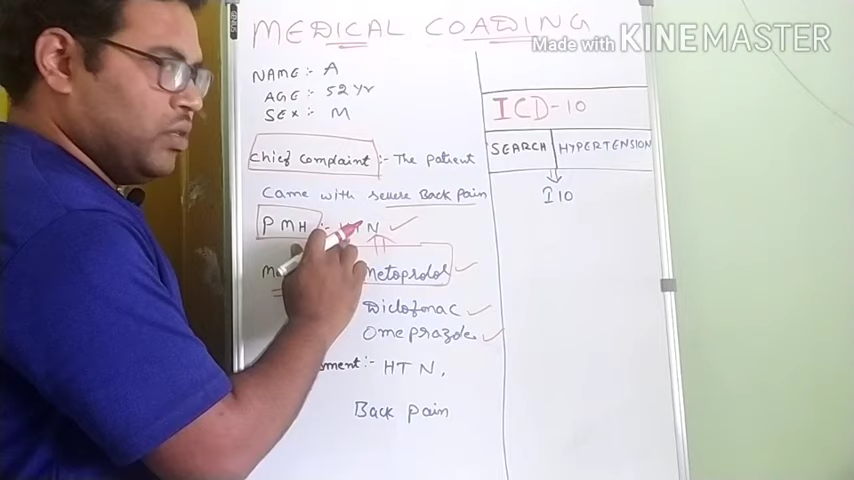 MEDICAL COADING
Made with KINEMASTER
NAME :- A
AGE :- 52 yr
SEX :- M
Chief Complaint :- The patient
Came with severe Back Pain
PMH :- HTN
Metoprolol
Diclofenac
Omeprazole
HTN,
Back pain
ICD-10
SEARCH HYPERTENSION
I10